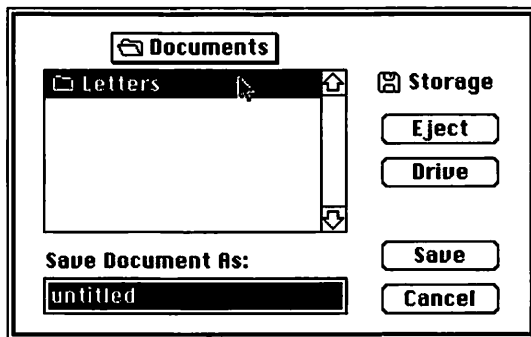 Documents
Letters
Storage
Eject
Drive
Save Document As:
untitled
Save
Cancel